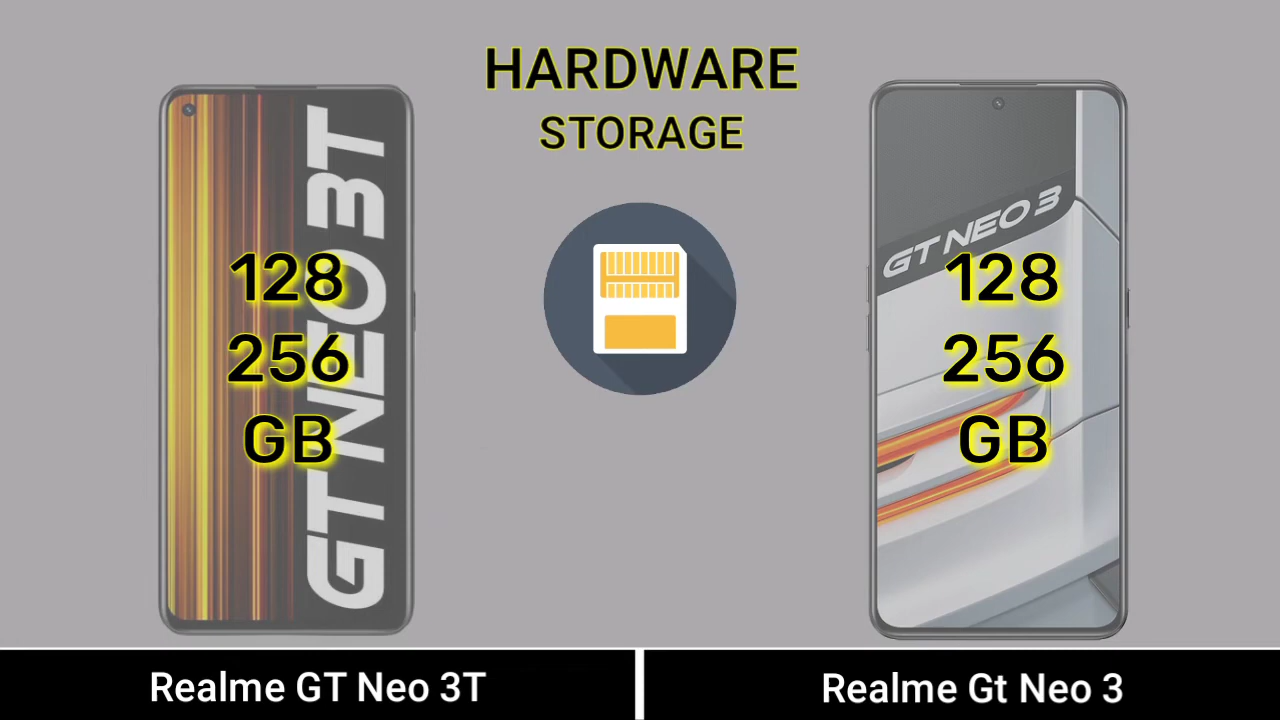 HARDWARE
STORAGE
GT NEO 3T
128
256
GB
GT NEO 3
128
256
GB
Realme GT Neo 3T
Realme Gt Neo 3